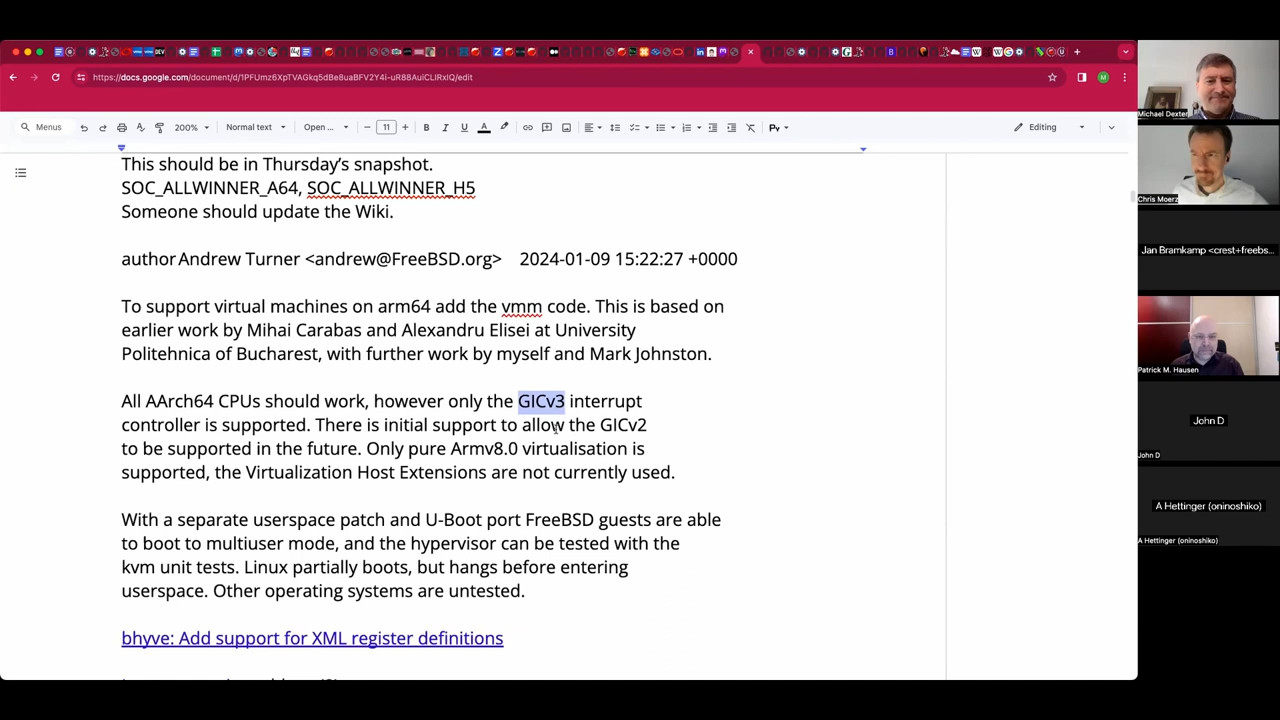 https://docs.google.com/document/d/1PFUmz6XpTVAGkq5dBe8uaBFV2Y4i-uR88AuiCLIRxIQ/edit
Menus
200%
Normal text
Open ...
11
Editing
This should be in Thursday's snapshot.
SOC_ALLWINNER_A64, SOC_ALLWINNER_H5
Someone should update the Wiki.
author Andrew Turner <andrew@FreeBSD.org> 2024-01-09 15:22:27 +0000
To support virtual machines on arm64 add the vmm code. This is based on
earlier work by Mihai Carabas and Alexandru Elisei at University
Politehnica of Bucharest, with further work by myself and Mark Johnston.
All AArch64 CPUs should work, however only the GICv3 interrupt
controller is supported. There is initial support to allow the GICv2
to be supported in the future. Only pure Armv8.0 virtualisation is
supported, the Virtualization Host Extensions are not currently used.
With a separate userspace patch and U-Boot port FreeBSD guests are able
to boot to multiuser mode, and the hypervisor can be tested with the
kvm unit tests. Linux partially boots, but hangs before entering
userspace. Other operating systems are untested.
bhyve: Add support for XML register definitions
Michael Dexter
Chris Moerz
Jan Bramkamp <crest+freebs...
Patrick M. Hausen
John D
John D
A Hettinger (oninoshiko)
A Hettinger (oninoshiko)